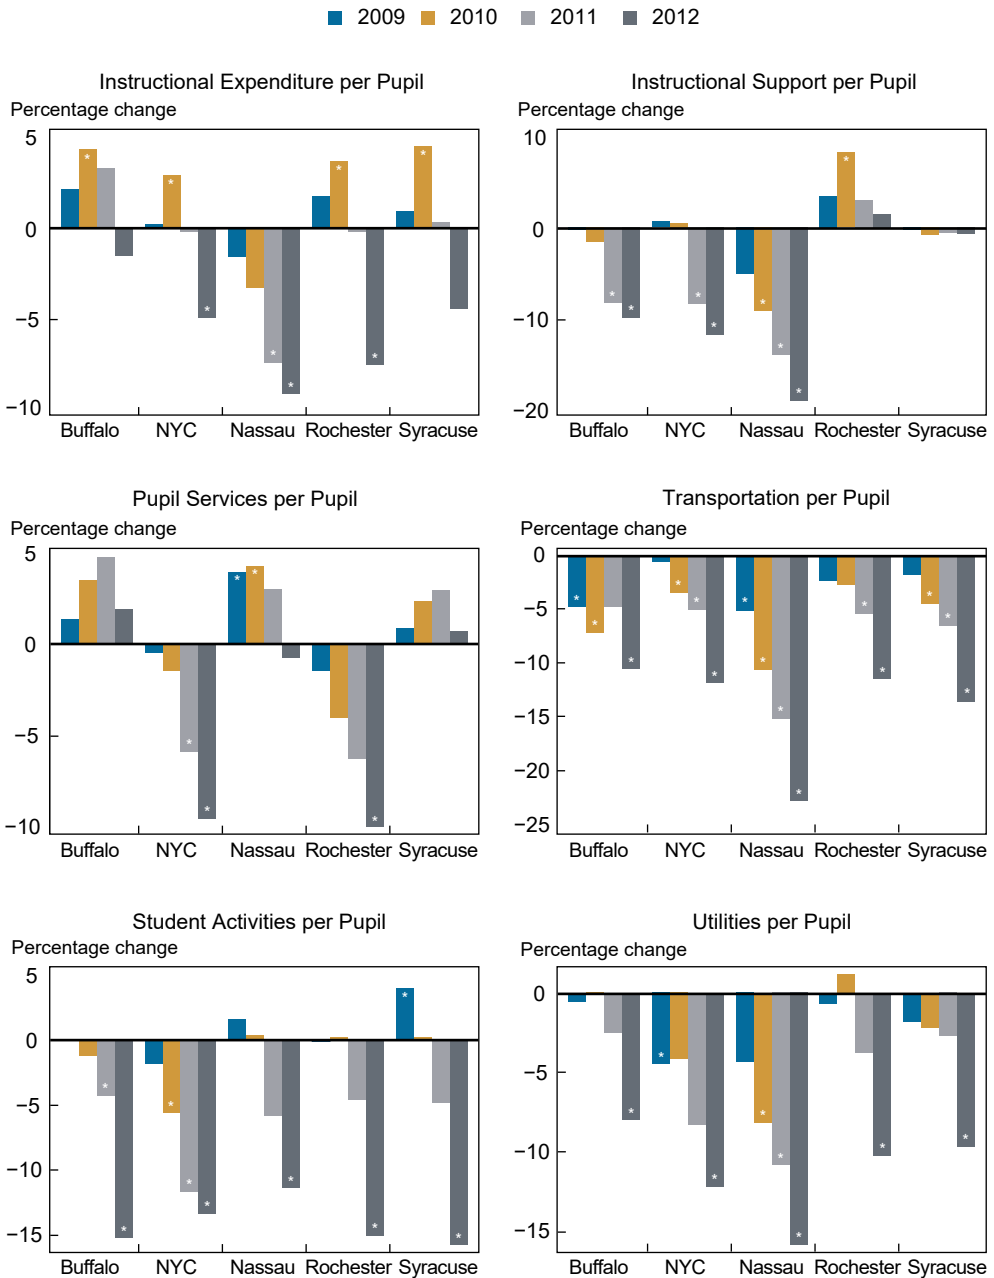 2009 2010 2011 2012
Instructional Expenditure per Pupil
Percentage change
5
0
−5
−10
Buffalo NYC Nassau Rochester Syracuse
Instructional Support per Pupil
Percentage change
10
0
−10
−20
Buffalo NYC Nassau Rochester Syracuse
Pupil Services per Pupil
Percentage change
5
0
−5
−10
Buffalo NYC Nassau Rochester Syracuse
Transportation per Pupil
Percentage change
0
−5
−10
−15
−20
−25
Buffalo NYC Nassau Rochester Syracuse
Student Activities per Pupil
Percentage change
5
0
−5
−10
−15
Buffalo NYC Nassau Rochester Syracuse
Utilities per Pupil
Percentage change
0
−5
−10
−15
Buffalo NYC Nassau Rochester Syracuse